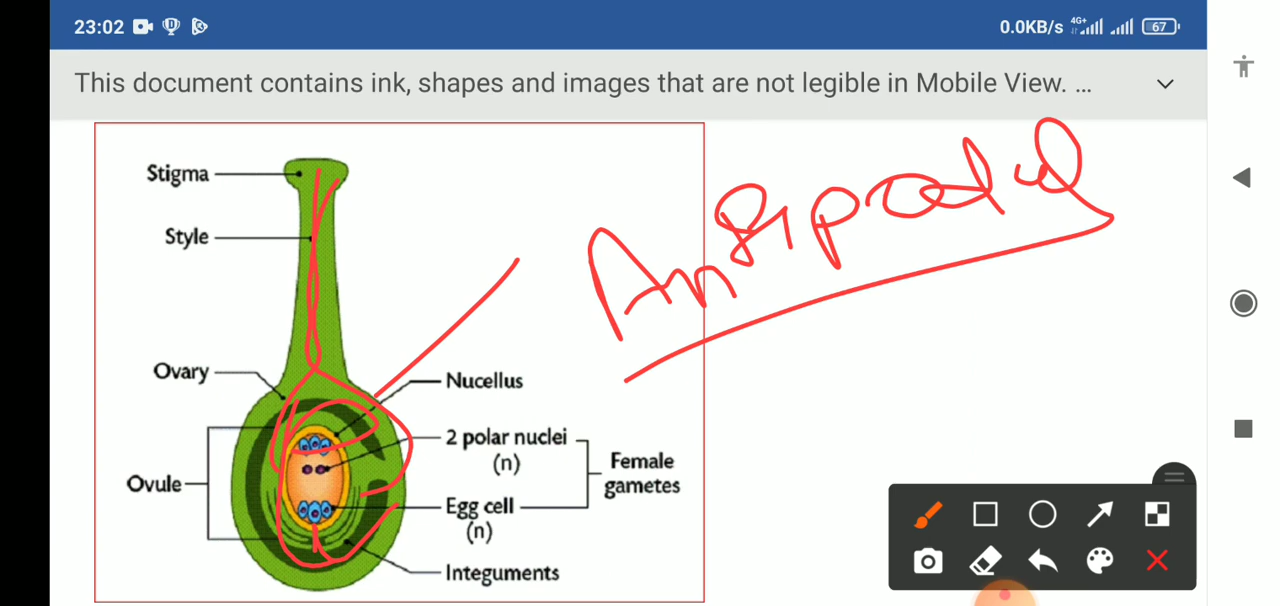 23:02
0.0KB/s 4G+ 67
This document contains ink, shapes and images that are not legible in Mobile View. ...
Stigma
Style
Antipodal
Ovary
Nucellus
2 polar nuclei
(n)
Female
gametes
Ovule
Egg cell
(n)
Integuments